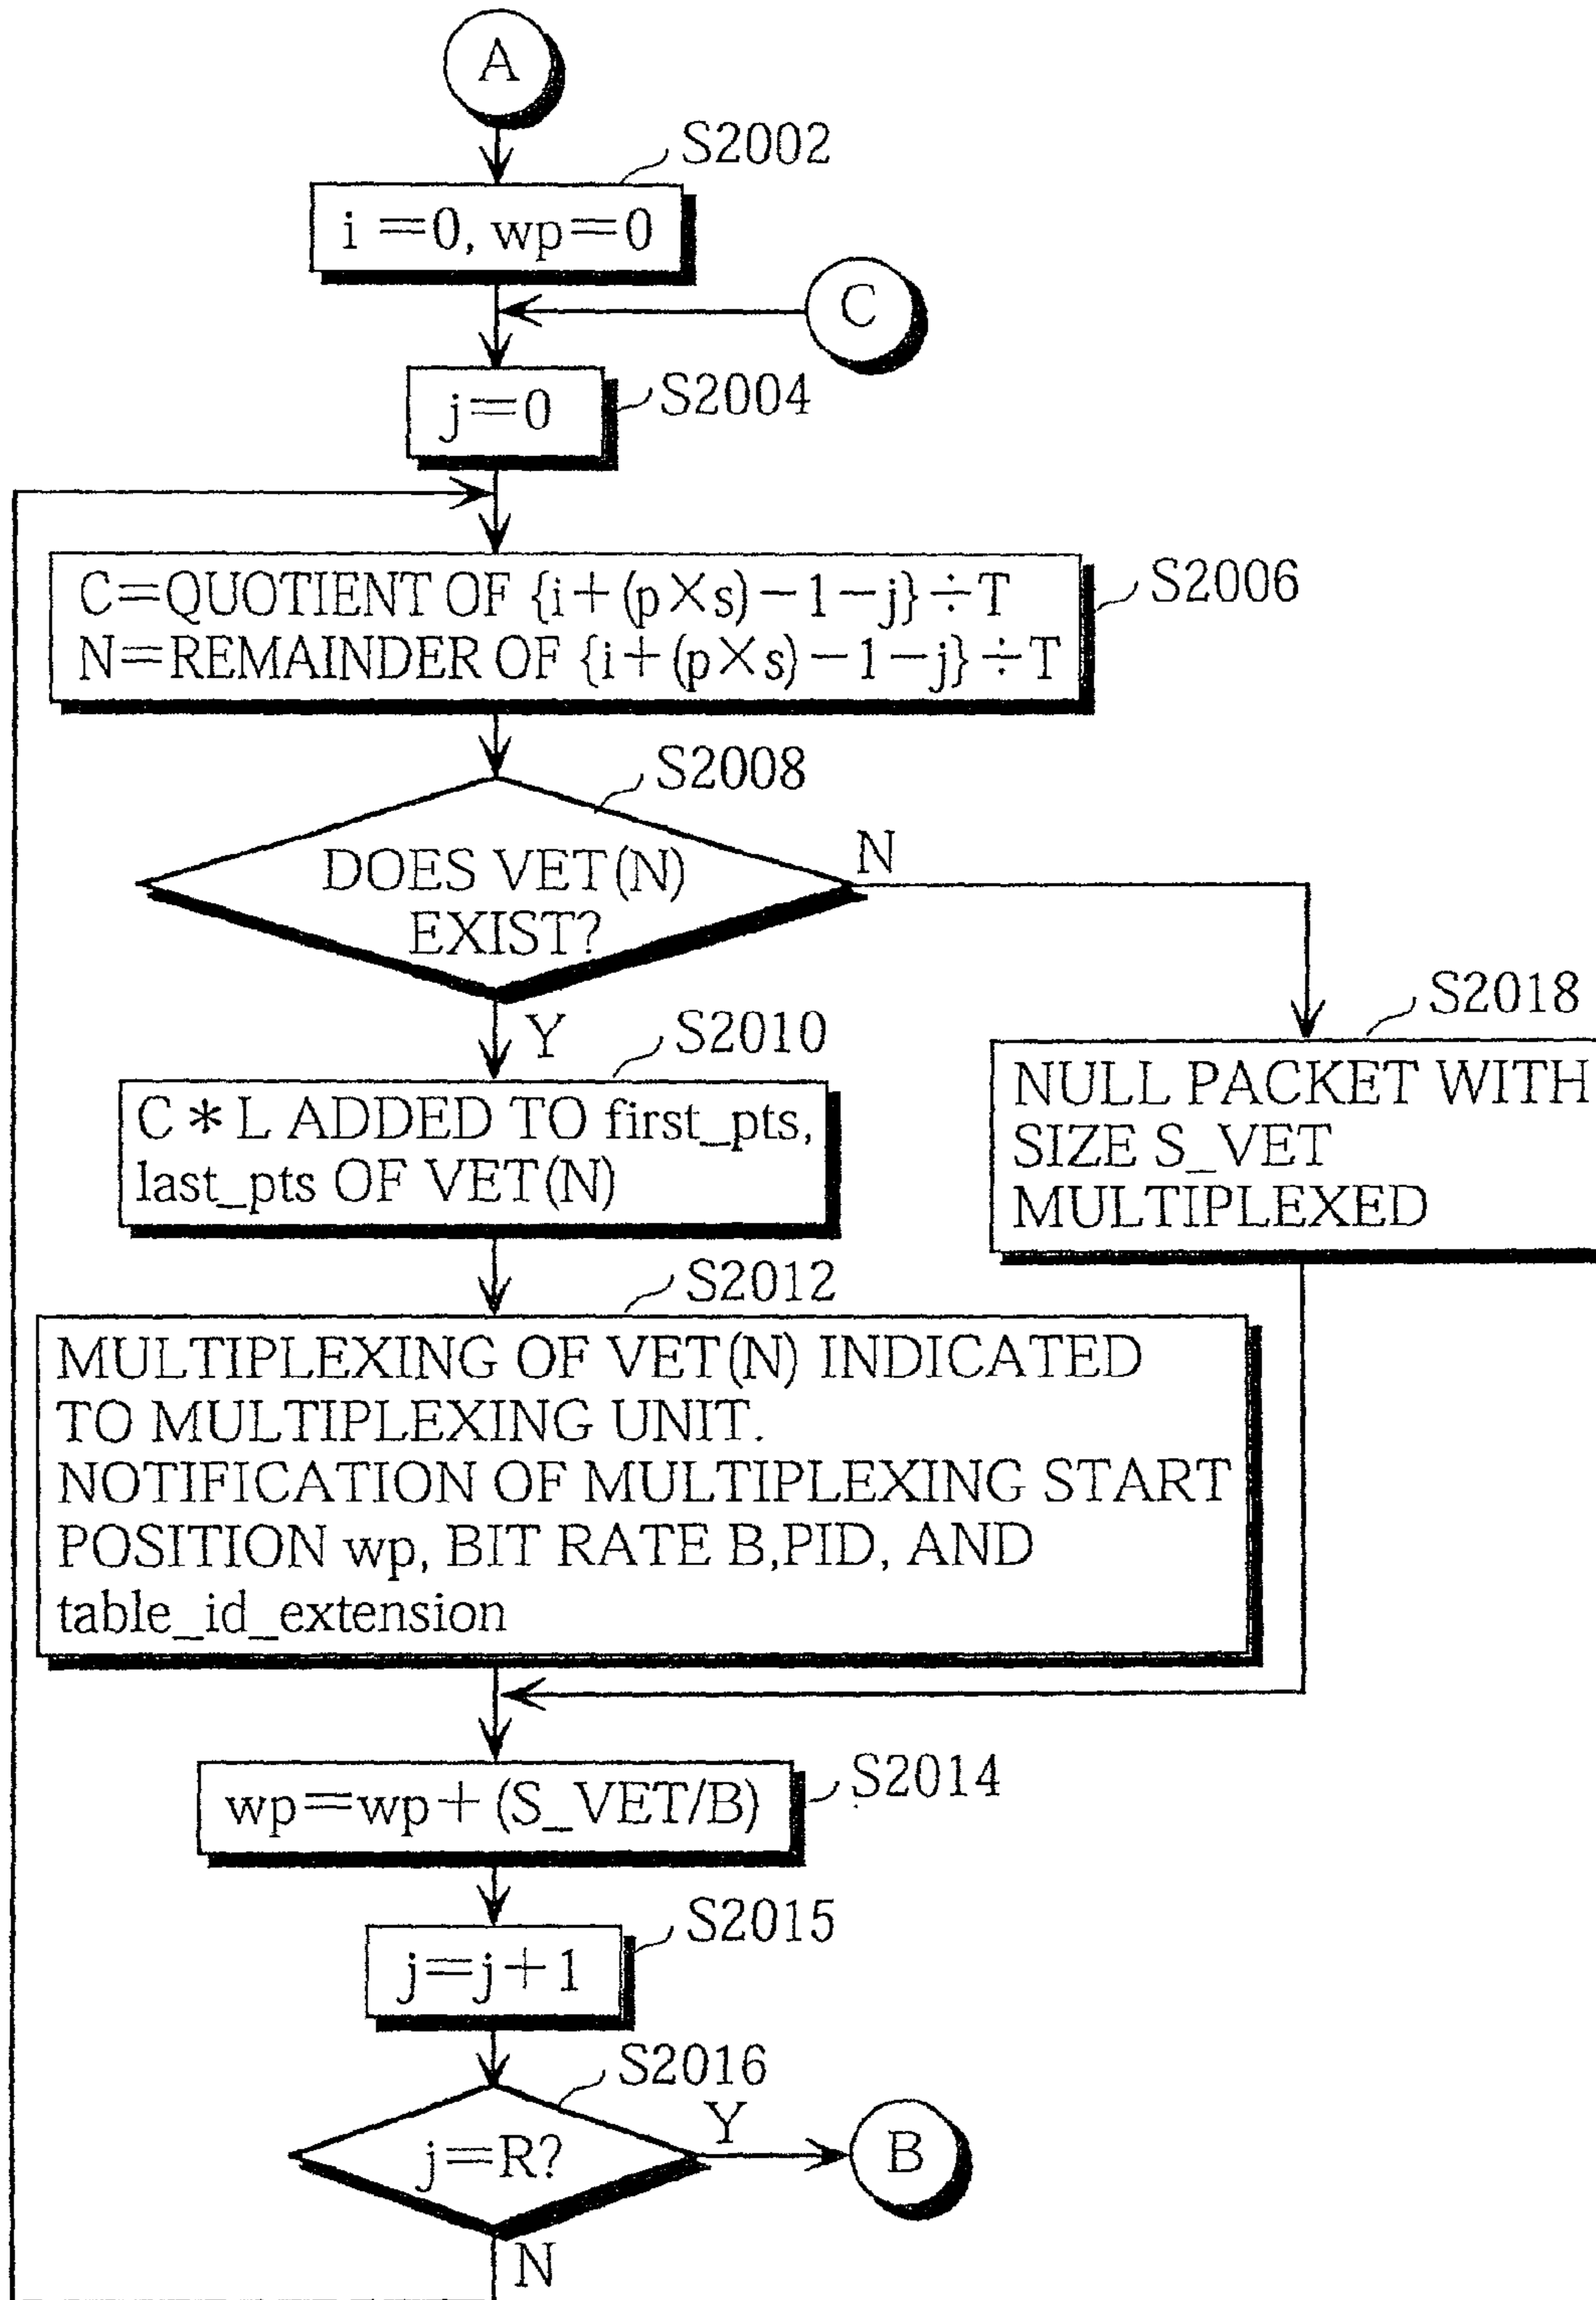 A
S2002
i =0, wp=0
C
j=0
S2004
C=QUOTIENT OF {i+(p×s)−1−j}÷T
N=REMAINDER OF {i+(p×s)−1−j}÷T
S2006
S2008
DOES VET(N)
EXIST?
N
Y
S2010
C*L ADDED TO first_pts,
last_pts OF VET(N)
S2018
NULL PACKET WITH
SIZE S_VET
MULTIPLEXED
S2012
MULTIPLEXING OF VET(N) INDICATED
TO MULTIPLEXING UNIT.
NOTIFICATION OF MULTIPLEXING START
POSITION wp, BIT RATE B,PID, AND
table_id_extension
wp=wp+(S_VET/B)
S2014
S2015
j=j+1
S2016
j=R?
Y
B
N